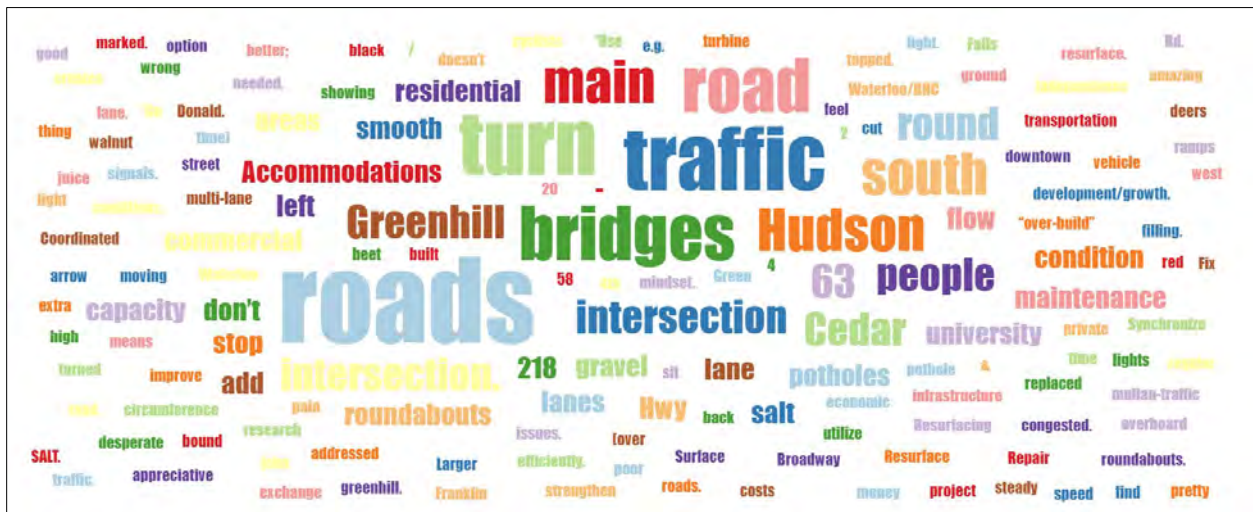 good marked. option better; black / doesn't "Use e.g. turbine light. Falls resurface. Rd.
wrong needed. showing residential main road topped. Waterloo/BHC ground amazing
lane. Donald. areas smooth turn traffic feel ? cut round transportation deers
thing walnut time) street Accommodations south downtown vehicle ramps
juice signals. 20 - west
light multi-lane left Greenhill bridges Hudson flow development/growth. "over-build" filling.
Coordinated commercial beet built people condition red Fix
arrow moving roads 58 mindset. Green 4 63
extra capacity don't intersection Cedar university maintenance
high means stop private Synchronize
turned improve add intersection. 218 gravel sit lane potholes pothole & time lights
circumference pain roundabouts lanes Hwy back salt economic infrastructure replaced mullan-traffic
desperate bound research issues. [over utilize Resurfacing congested. overboard
SALT. addressed Larger efficiently. poor Surface Broadway Resurface Repair roundabouts.
traffic. appreciative exchange greenhill. Franklin strengthen roads. costs money project steady speed find pretty